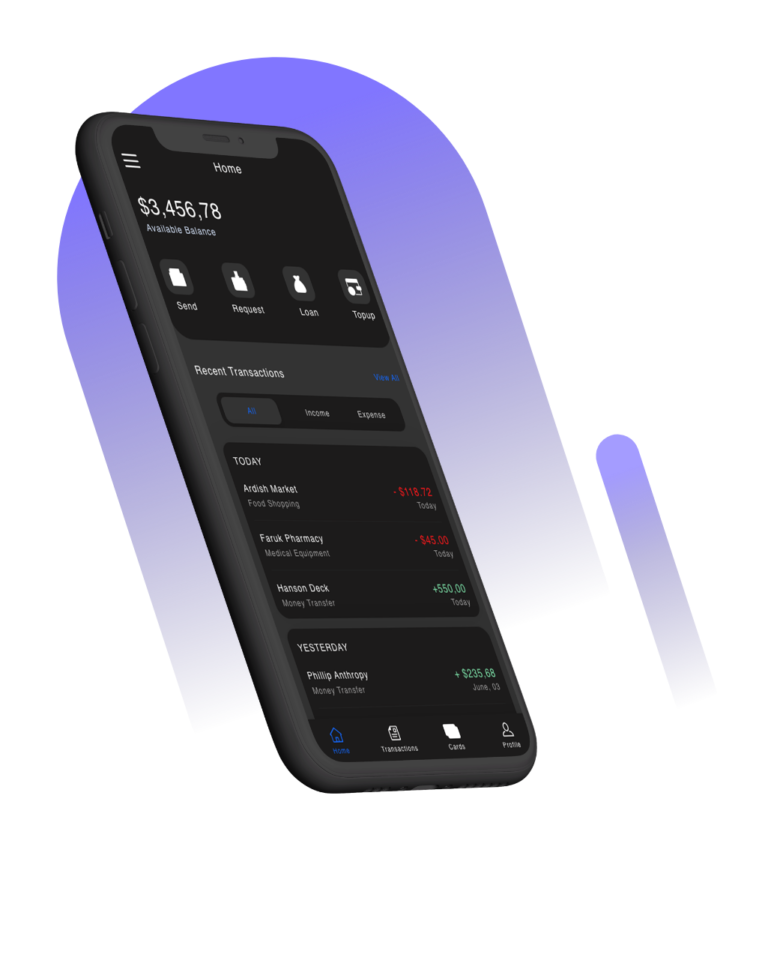 Home
$3,456,78
Available Balance
Send Request Loan Topup
Recent Transactions View All
All Income Expense
TODAY
Ardish Market - $118.72
Food Shopping Today
Faruk Pharmacy - $45.00
Medical Equipment Today
Hanson Deck +550,00
Money Transfer Today
YESTERDAY
Phillip Anthropy + $235,68
Money Transfer June, 03
Home Transactions Cards Profile